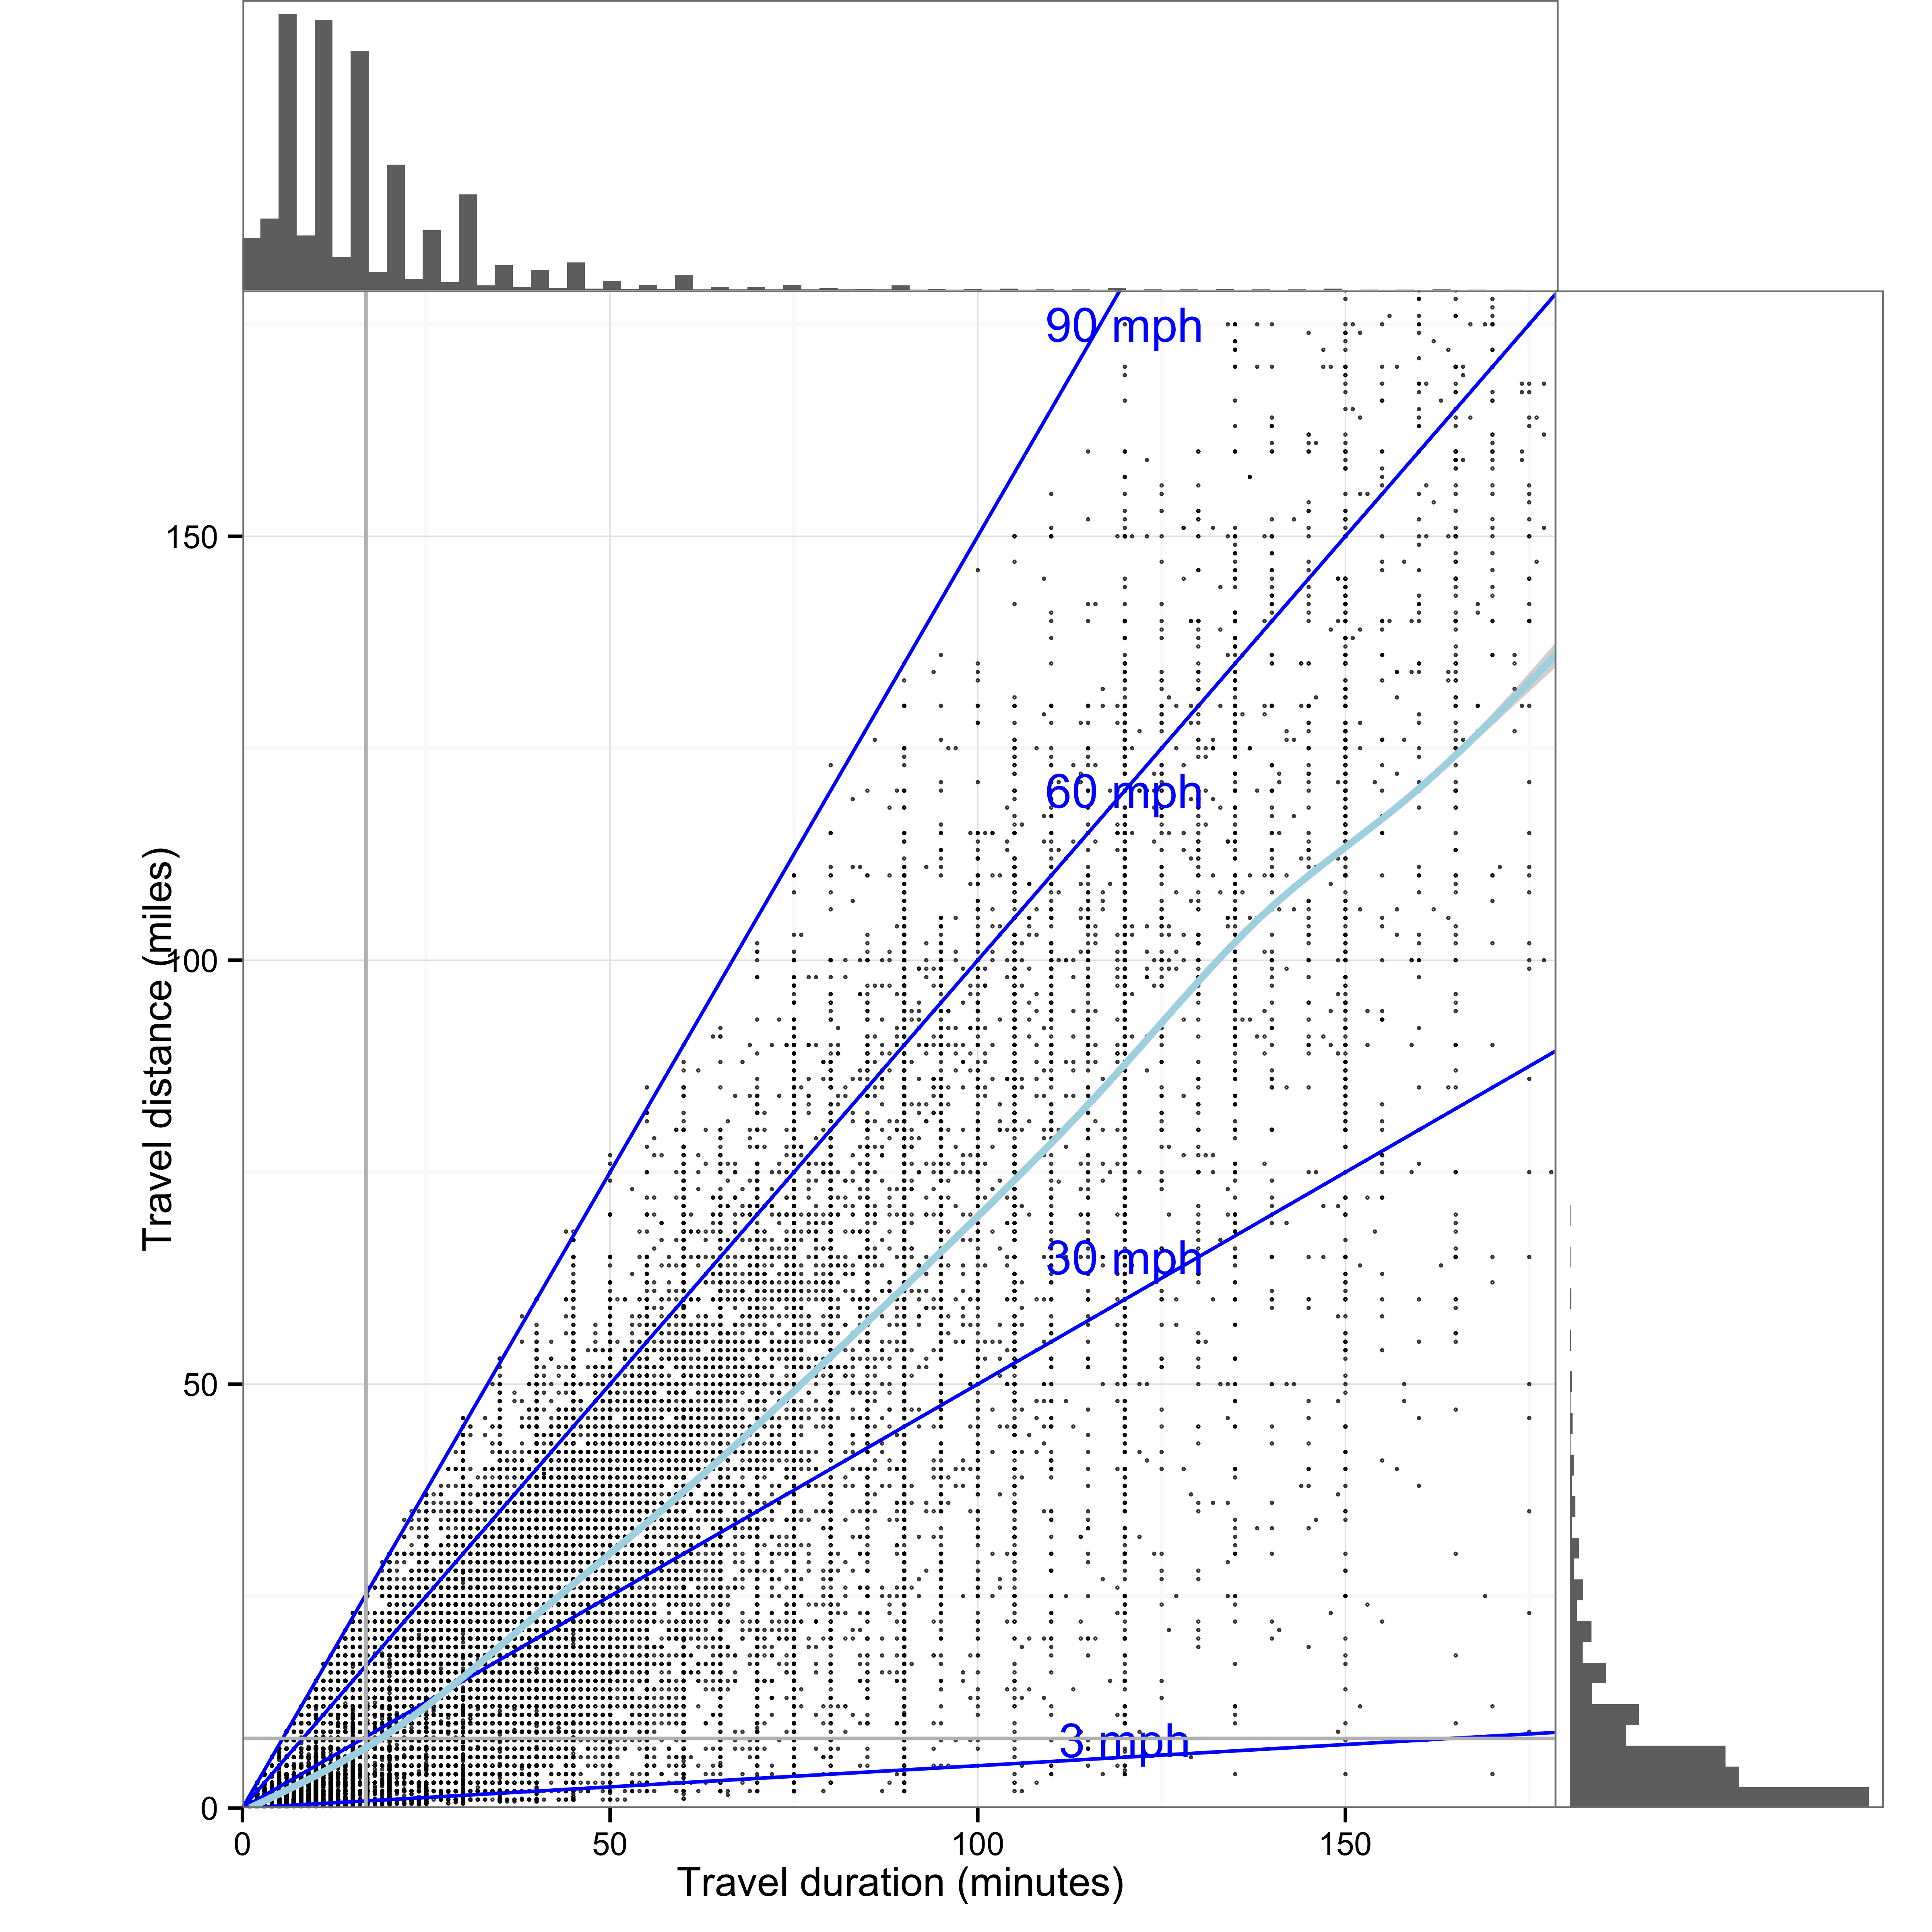 90 mph
150
60 mph
Travel distance (miles)
100
30 mph
50
3 mph
0
0 50 100 150
Travel duration (minutes)